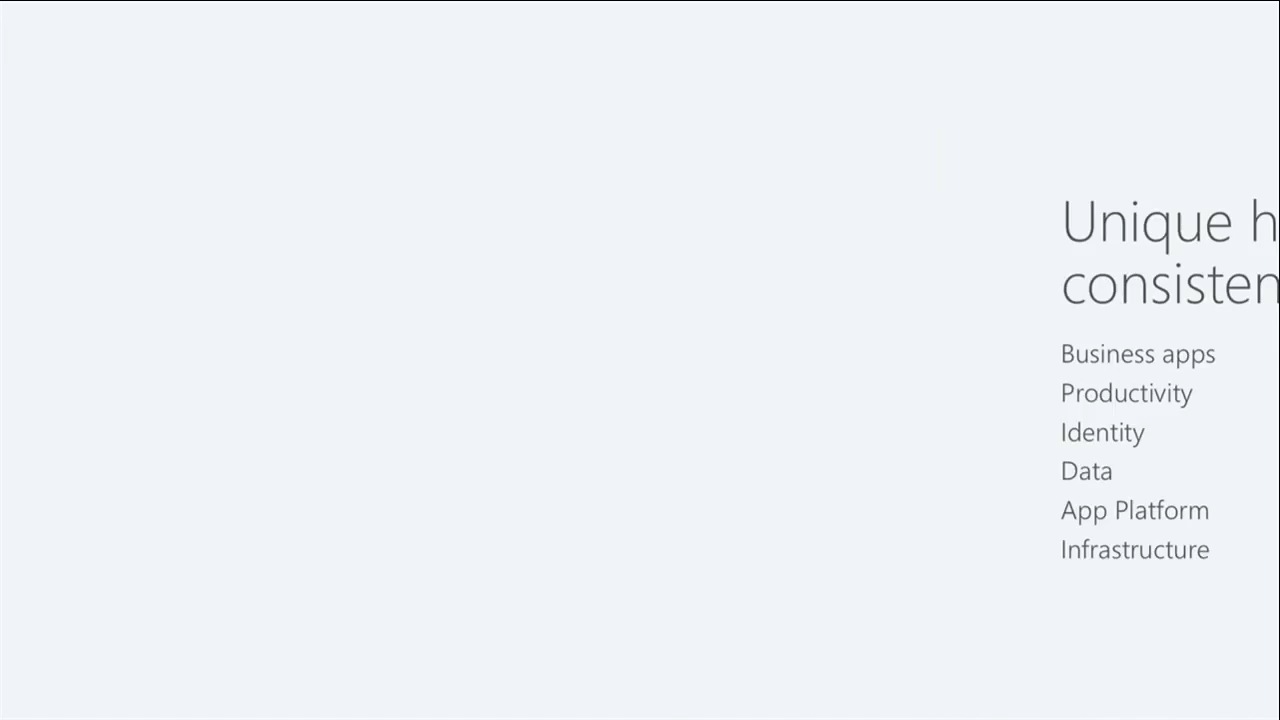 Unique h
consisten
Business apps
Productivity
Identity
Data
App Platform
Infrastructure